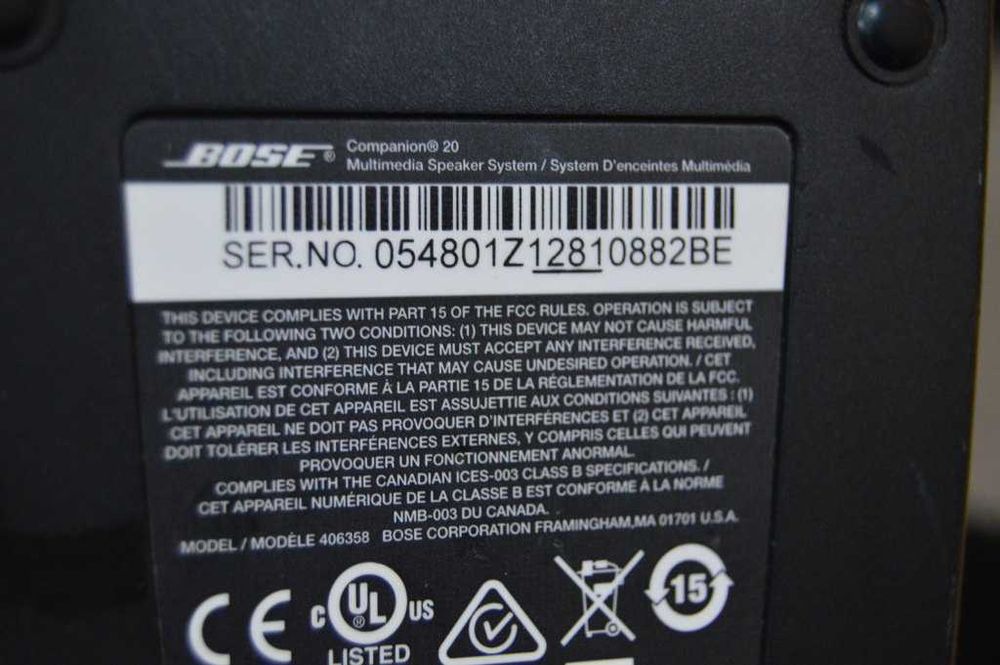 BOSE® Companion® 20
Multimedia Speaker System / System D'enceintes Multimédia
SER.NO. 054801Z12810882BE
THIS DEVICE COMPLIES WITH PART 15 OF THE FCC RULES. OPERATION IS SUBJECT
TO THE FOLLOWING TWO CONDITIONS: (1) THIS DEVICE MAY NOT CAUSE HARMFUL
INTERFERENCE, AND (2) THIS DEVICE MUST ACCEPT ANY INTERFERENCE RECEIVED,
INCLUDING INTERFERENCE THAT MAY CAUSE UNDESIRED OPERATION. / CET
APPAREIL EST CONFORME À LA PARTIE 15 DE LA RÉGLEMENTATION DE LA FCC.
L'UTILISATION DE CET APPAREIL EST ASSUJETTIE AUX CONDITIONS SUIVANTES : (1)
CET APPAREIL NE DOIT PAS PROVOQUER D'INTERFÉRENCES ET (2) CET APPAREIL
DOIT TOLÉRER LES INTERFÉRENCES EXTERNES, Y COMPRIS CELLES QUI PEUVENT
PROVOQUER UN FONCTIONNEMENT ANORMAL.
COMPLIES WITH THE CANADIAN ICES-003 CLASS B SPECIFICATIONS. /
CET APPAREIL NUMÉRIQUE DE LA CLASSE B EST CONFORME À LA NORME
NMB-003 DU CANADA.
MODEL / MODÈLE 406358 BOSE CORPORATION FRAMINGHAM,MA 01701 U.S.A.
CE C UL® US 15
LISTED